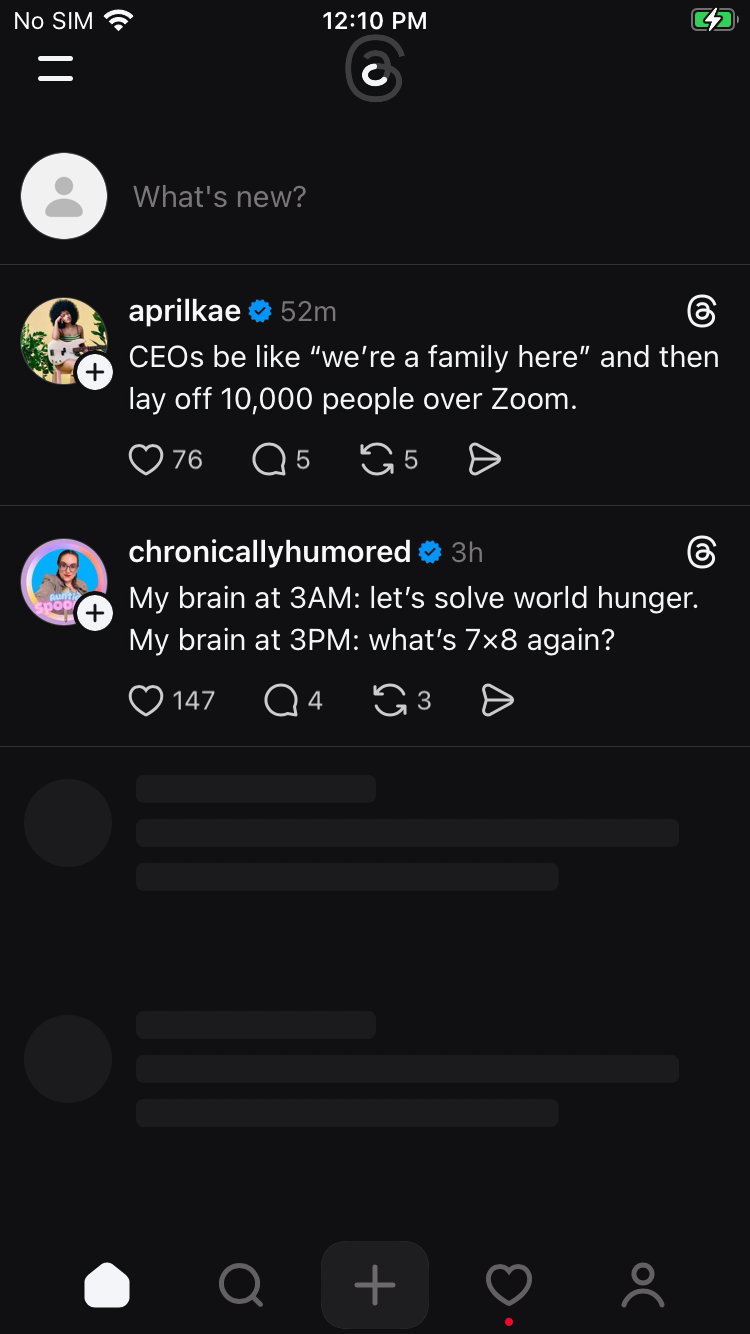 No SIM 12:10 PM
What's new?
aprilkae 52m
CEOs be like “we’re a family here” and then
lay off 10,000 people over Zoom.
76 5 5
chronicallyhumored 3h
My brain at 3AM: let’s solve world hunger.
My brain at 3PM: what’s 7×8 again?
147 4 3